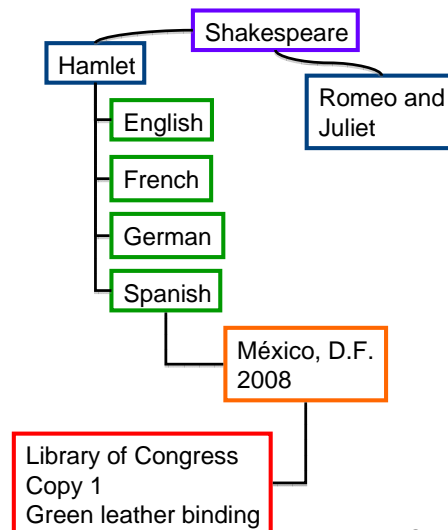 Shakespeare
Hamlet
Romeo and
Juliet
English
French
German
Spanish
México, D.F.
2008
Library of Congress
Copy 1
Green leather binding